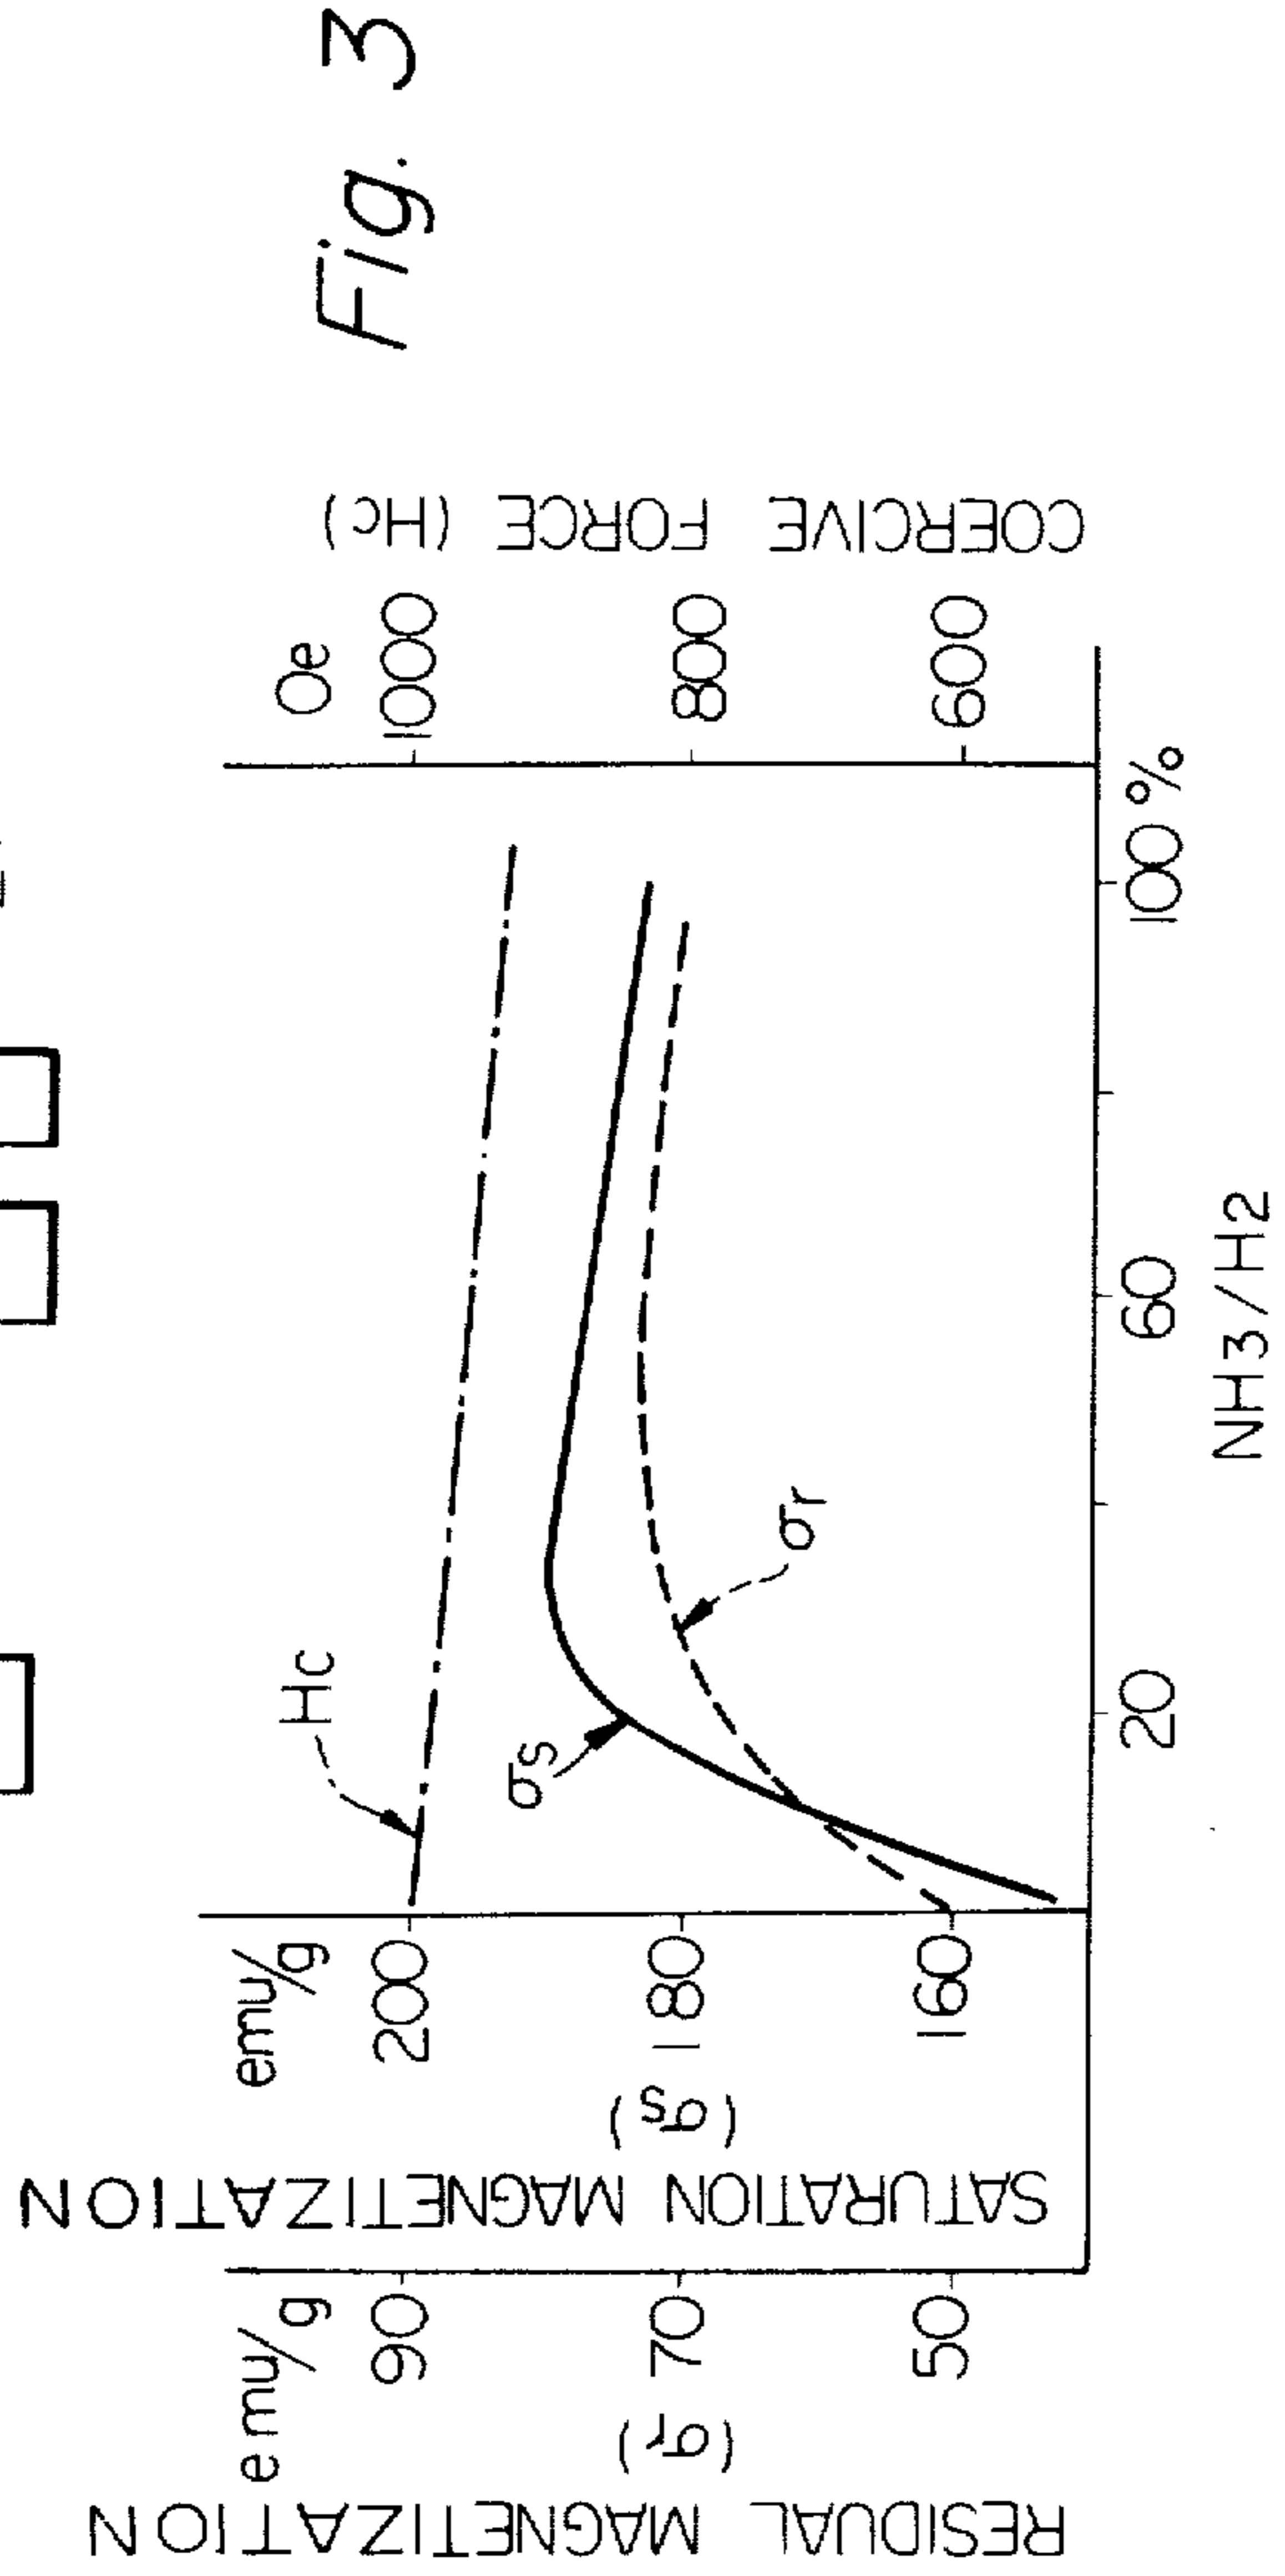 Fig. 3
RESIDUAL MAGNETIZATION
(σr)
emu/g
90
70
50
SATURATION MAGNETIZATION
(σs)
emu/g
200
180
160
Hc
σs
σr
Oe
1000
800
600
COERCIVE FORCE (Hc)
20
60
100 %
NH3/H2